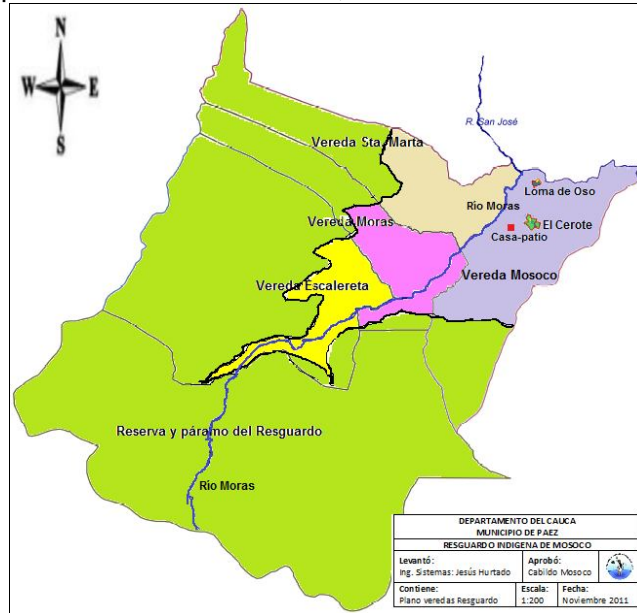 N
W E
S
R. San José
Vereda Sta. Marta
Loma de Oso
Río Moras
Vereda Moras
El Cerote
Casa-patio
Vereda Mosoco
Vereda Escalereta
Reserva y páramo del Resguardo
Río Moras
DEPARTAMENTO DEL CAUCA
MUNICIPIO DE PAEZ
RESGUARDO INDIGENA DE MOSOCO
Levantó: Aprobó:
Ing. Sistemas: Jesús Hurtado Cabildo Mosoco
Contiene: Escala: Fecha:
Plano veredas Resguardo 1:200 Noviembre 2011